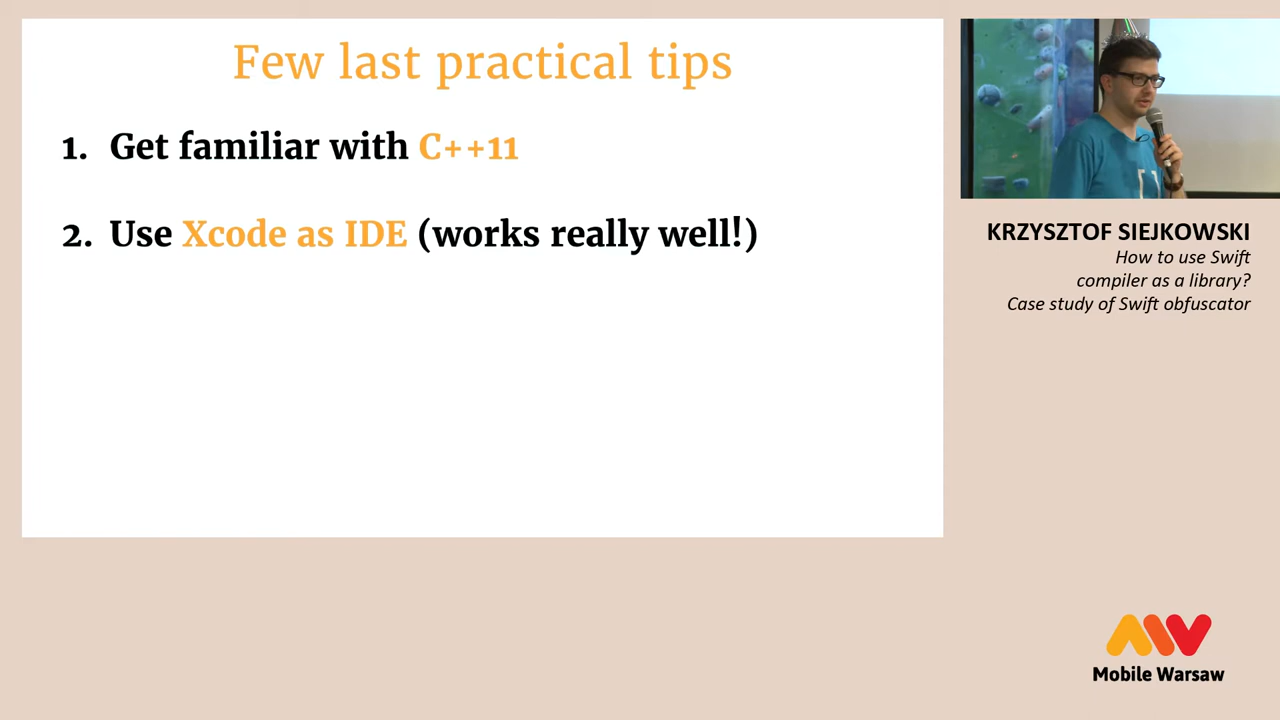 Few last practical tips
1. Get familiar with C++11
2. Use Xcode as IDE (works really well!)
KRZYSZTOF SIEJKOWSKI
How to use Swift
compiler as a library?
Case study of Swift obfuscator
Mobile Warsaw